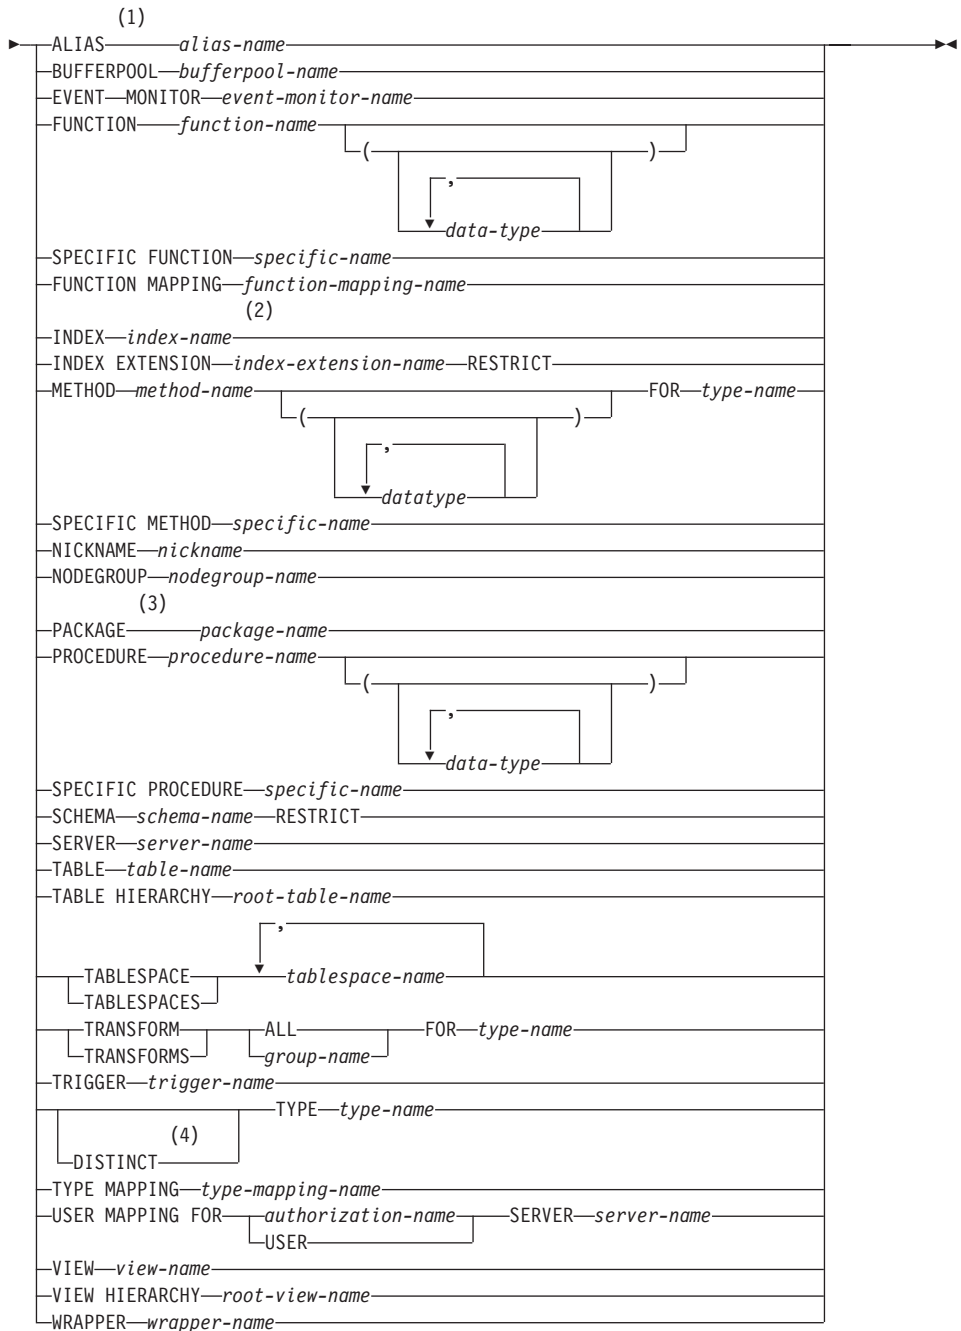 (1)
ALIAS alias-name
BUFFERPOOL bufferpool-name
EVENT MONITOR event-monitor-name
FUNCTION function-name
( )
,
data-type
SPECIFIC FUNCTION specific-name
FUNCTION MAPPING function-mapping-name
(2)
INDEX index-name
INDEX EXTENSION index-extension-name RESTRICT
METHOD method-name FOR type-name
( )
,
datatype
SPECIFIC METHOD specific-name
NICKNAME nickname
NODEGROUP nodegroup-name
(3)
PACKAGE package-name
PROCEDURE procedure-name
( )
,
data-type
SPECIFIC PROCEDURE specific-name
SCHEMA schema-name RESTRICT
SERVER server-name
TABLE table-name
TABLE HIERARCHY root-table-name
,
TABLESPACE tablespace-name
TABLESPACES
TRANSFORM ALL FOR type-name
TRANSFORMS group-name
TRIGGER trigger-name
TYPE type-name
(4)
DISTINCT
TYPE MAPPING type-mapping-name
USER MAPPING FOR authorization-name SERVER server-name
USER
VIEW view-name
VIEW HIERARCHY root-view-name
WRAPPER wrapper-name